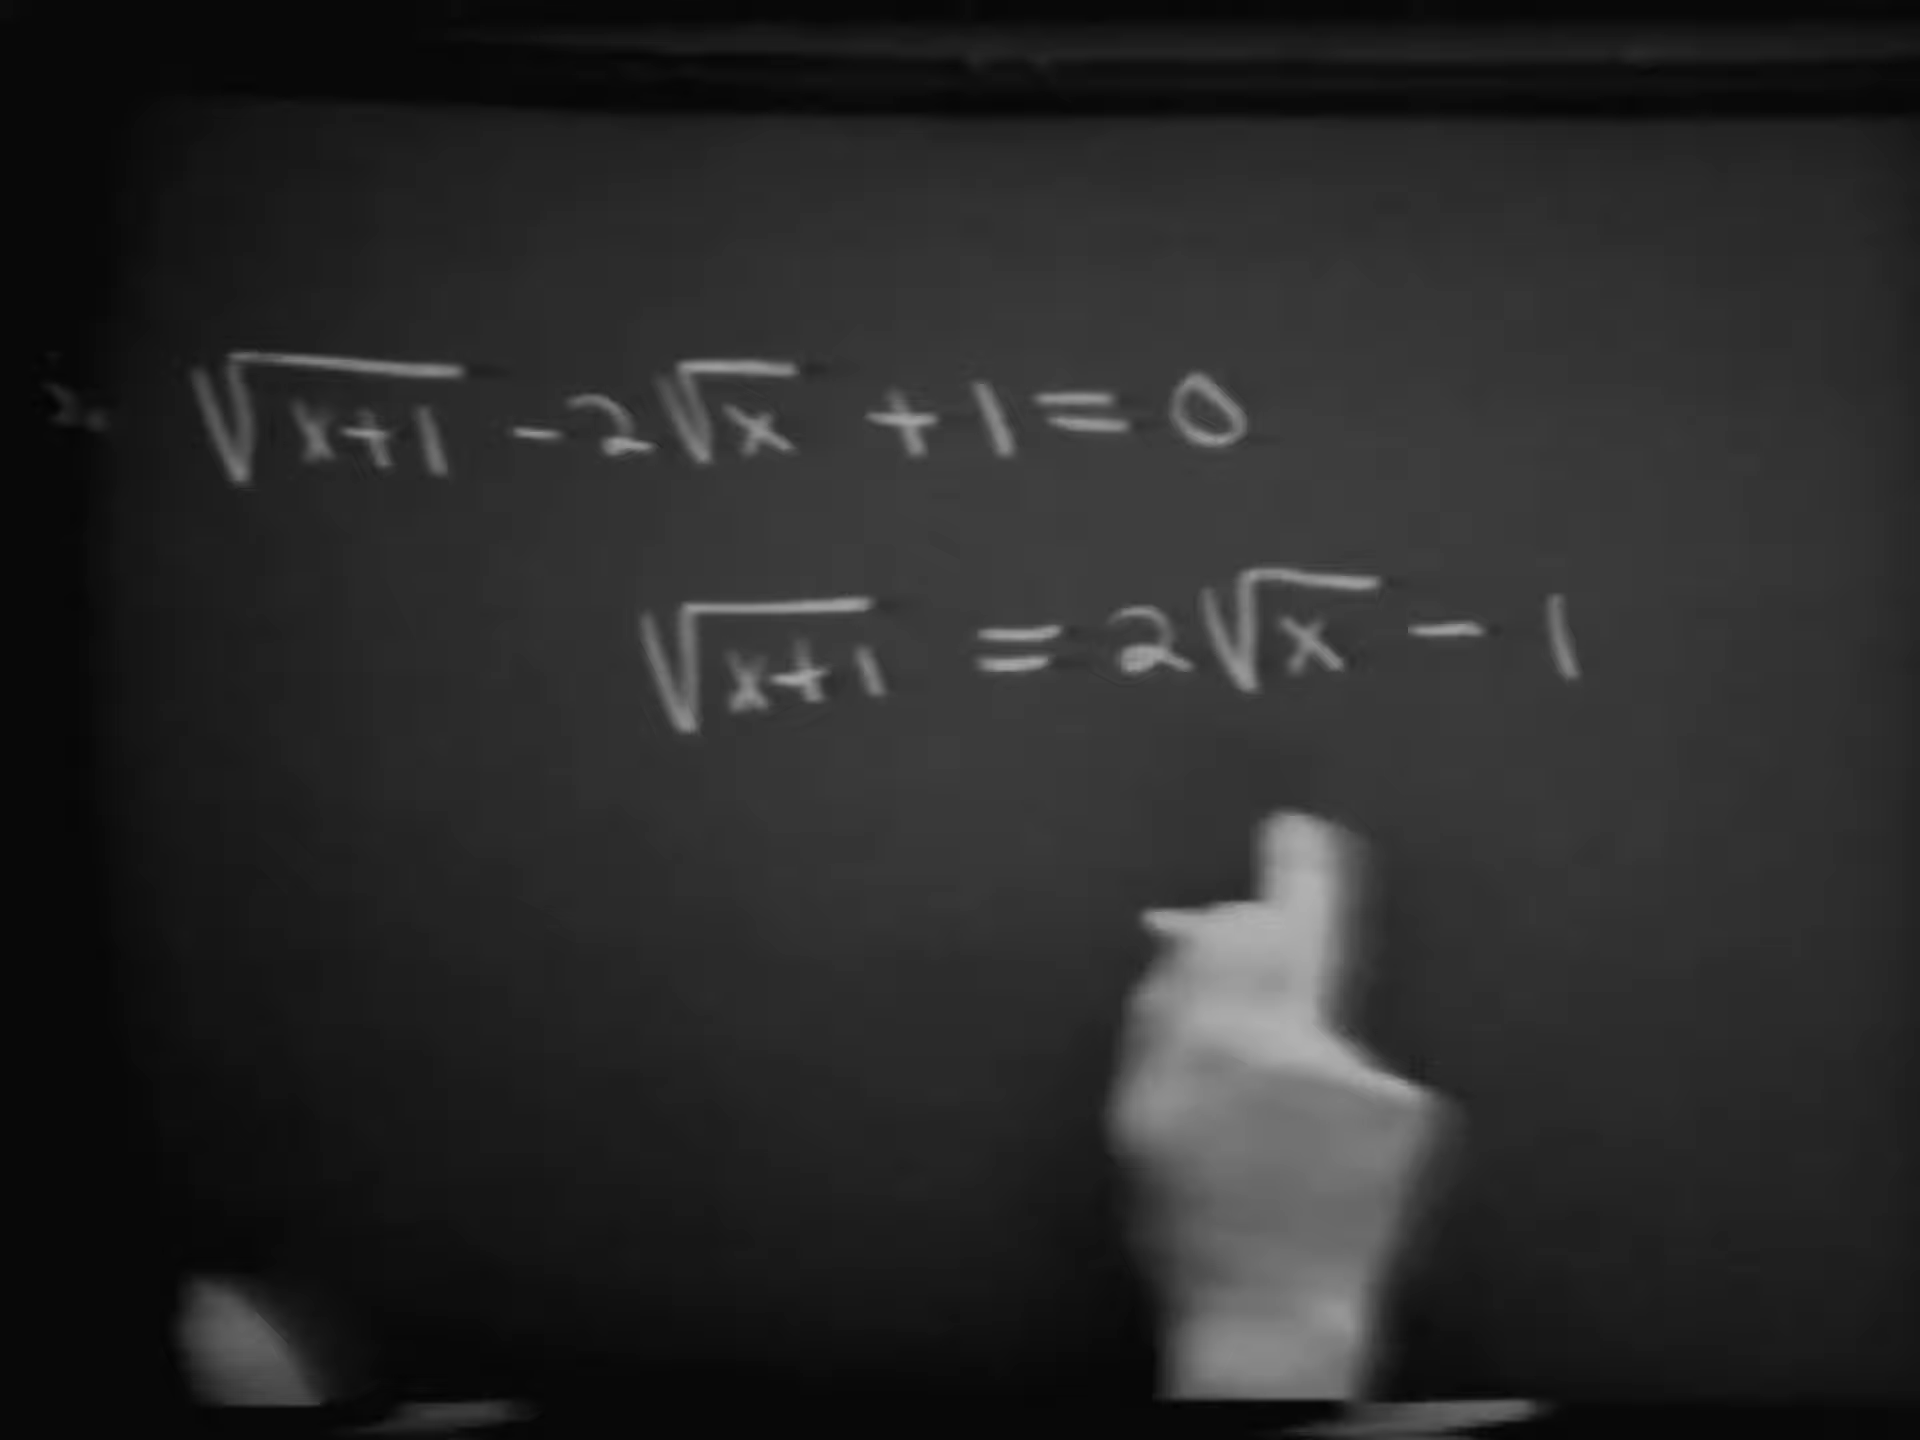 √(x+1) - 2√x + 1 = 0
√(x+1) = 2√x - 1